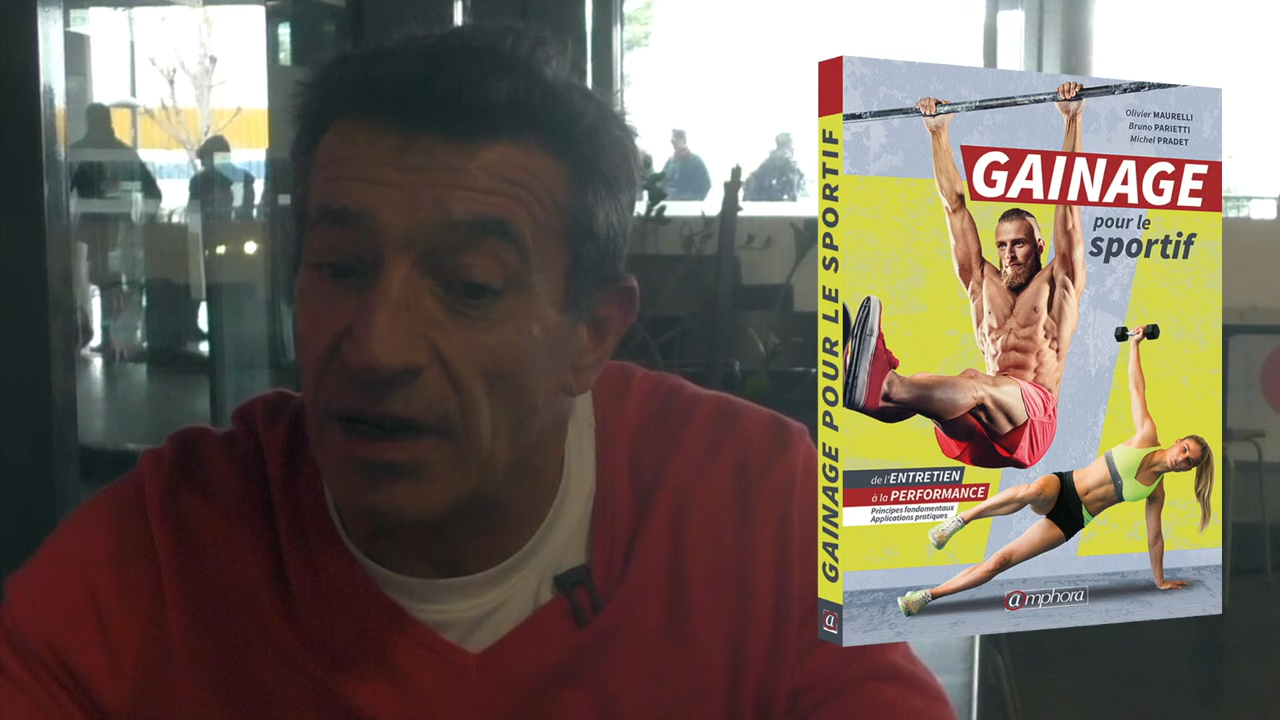 GAINAGE POUR LE SPORTIF
Olivier MAURELLI
Bruno PARIETTI
Michel PRADET
GAINAGE
pour le
sportif
de l'ENTRETIEN
à la PERFORMANCE
Principes fondamentaux
Applications pratiques
@mphora